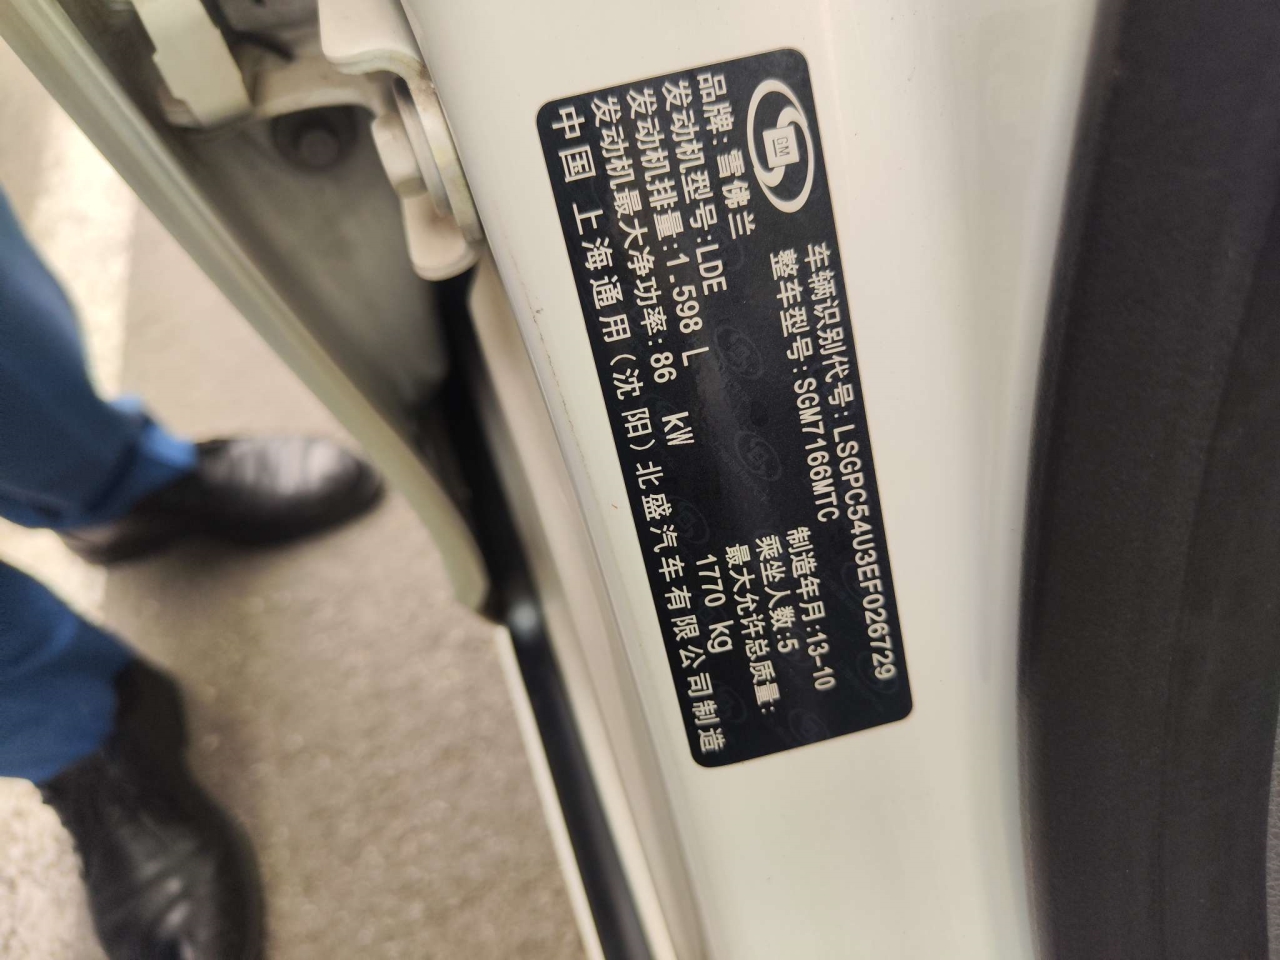 GM
车辆识别代号:LSGPC54U3EF026729
整车型号:SGM7166MTC
品牌:雪佛兰
制造年月:13-10
发动机型号:LDE
乘坐人数:5
发动机排量:1.598 L
最大允许总质量:
发动机最大净功率:86 kW
1770 kg
中国 上海通用(沈阳)北盛汽车有限公司制造